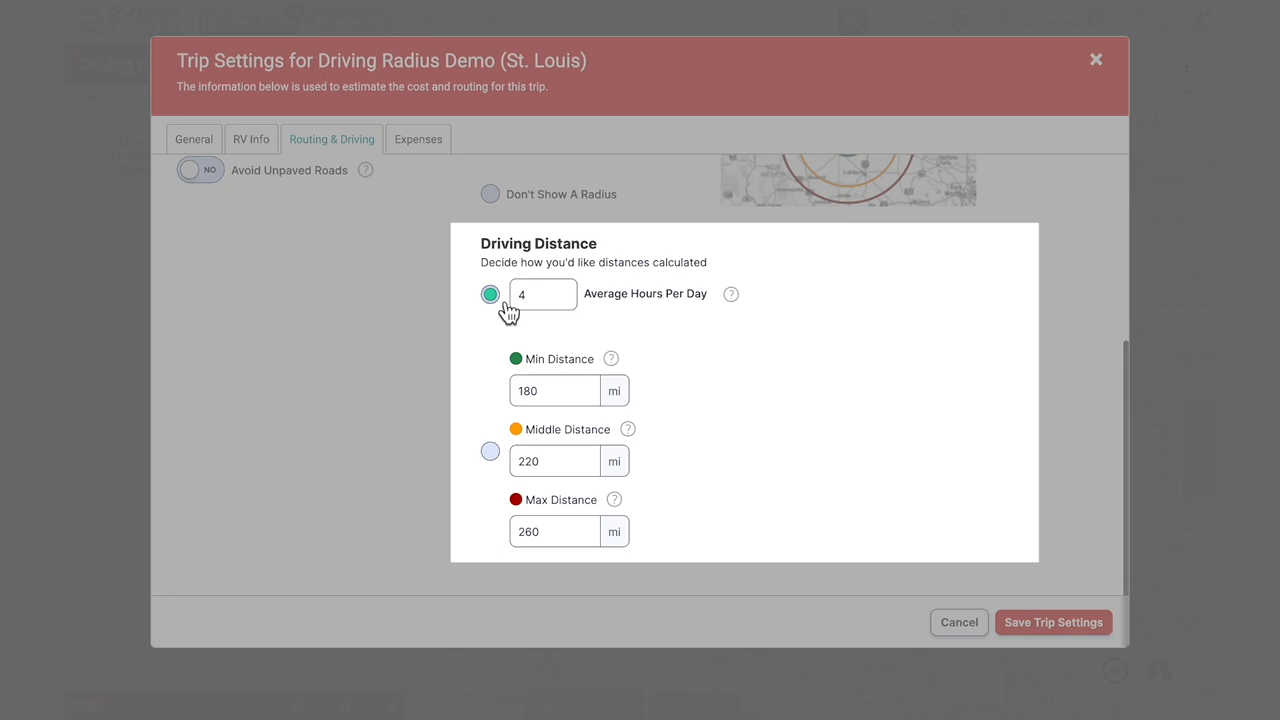 Trip Settings for Driving Radius Demo (St. Louis)
The information below is used to estimate the cost and routing for this trip.
General
RV Info
Routing & Driving
Expenses
NO
Avoid Unpaved Roads
?
Don't Show A Radius
Driving Distance
Decide how you'd like distances calculated
4
Average Hours Per Day
?
Min Distance
?
180
mi
Middle Distance
?
220
mi
Max Distance
?
260
mi
Cancel
Save Trip Settings